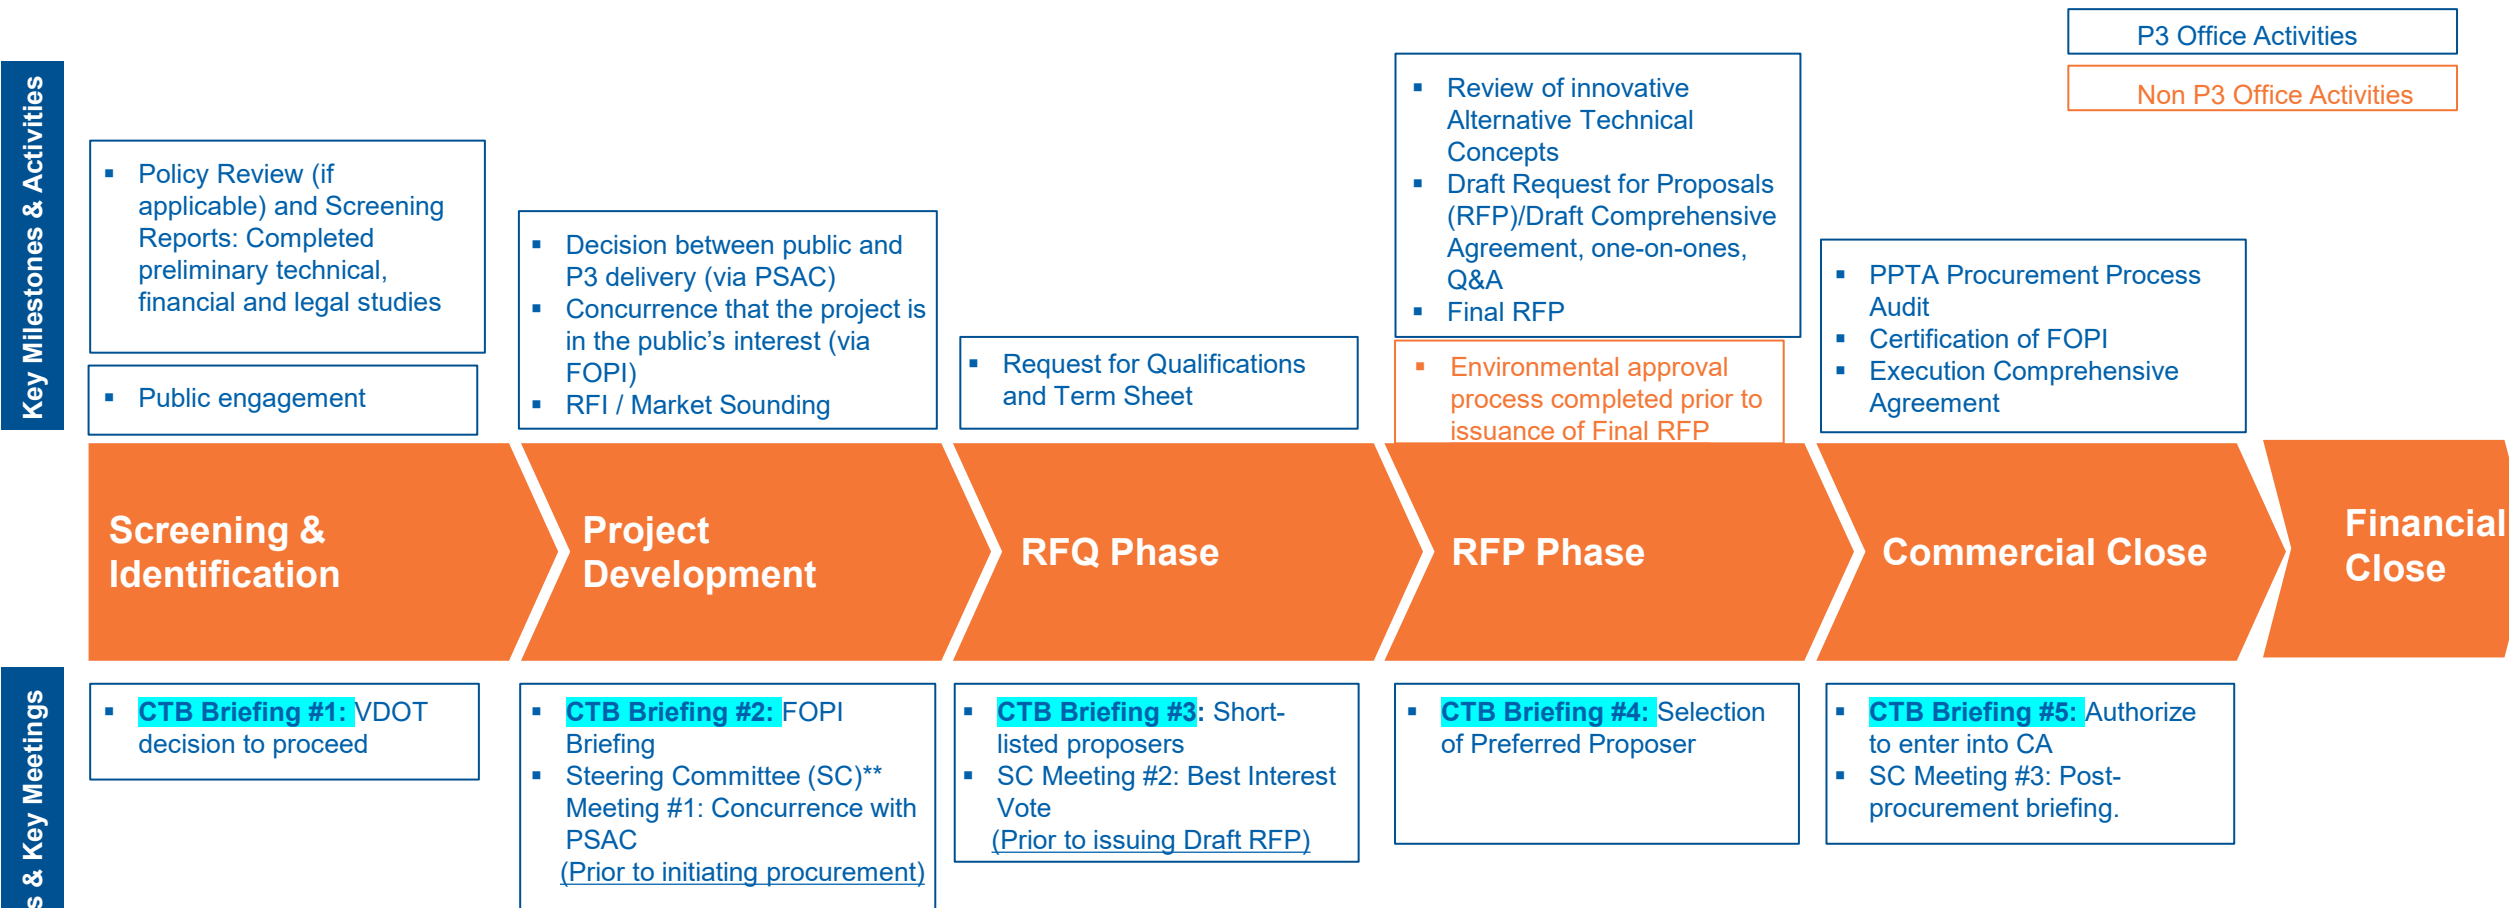 P3 Office Activities
Non P3 Office Activities
Key Milestones & Activities
▪ Policy Review (if
applicable) and Screening
Reports: Completed
preliminary technical,
financial and legal studies
▪ Public engagement
▪ Decision between public and
P3 delivery (via PSAC)
▪ Concurrence that the project is
in the public’s interest (via
FOPI)
▪ RFI / Market Sounding
▪ Request for Qualifications
and Term Sheet
▪ Review of innovative
Alternative Technical
Concepts
▪ Draft Request for Proposals
(RFP)/Draft Comprehensive
Agreement, one-on-ones,
Q&A
▪ Final RFP
▪ Environmental approval
process completed prior to
issuance of Final RFP
▪ PPTA Procurement Process
Audit
▪ Certification of FOPI
▪ Execution Comprehensive
Agreement
Screening &
Identification
Project
Development
RFQ Phase
RFP Phase
Commercial Close
Financial
Close
s & Key Meetings
▪ CTB Briefing #1: VDOT
decision to proceed
▪ CTB Briefing #2: FOPI
Briefing
▪ Steering Committee (SC)**
Meeting #1: Concurrence with
PSAC
(Prior to initiating procurement)
▪ CTB Briefing #3: Short-
listed proposers
▪ SC Meeting #2: Best Interest
Vote
(Prior to issuing Draft RFP)
▪ CTB Briefing #4: Selection
of Preferred Proposer
▪ CTB Briefing #5: Authorize
to enter into CA
▪ SC Meeting #3: Post-
procurement briefing.